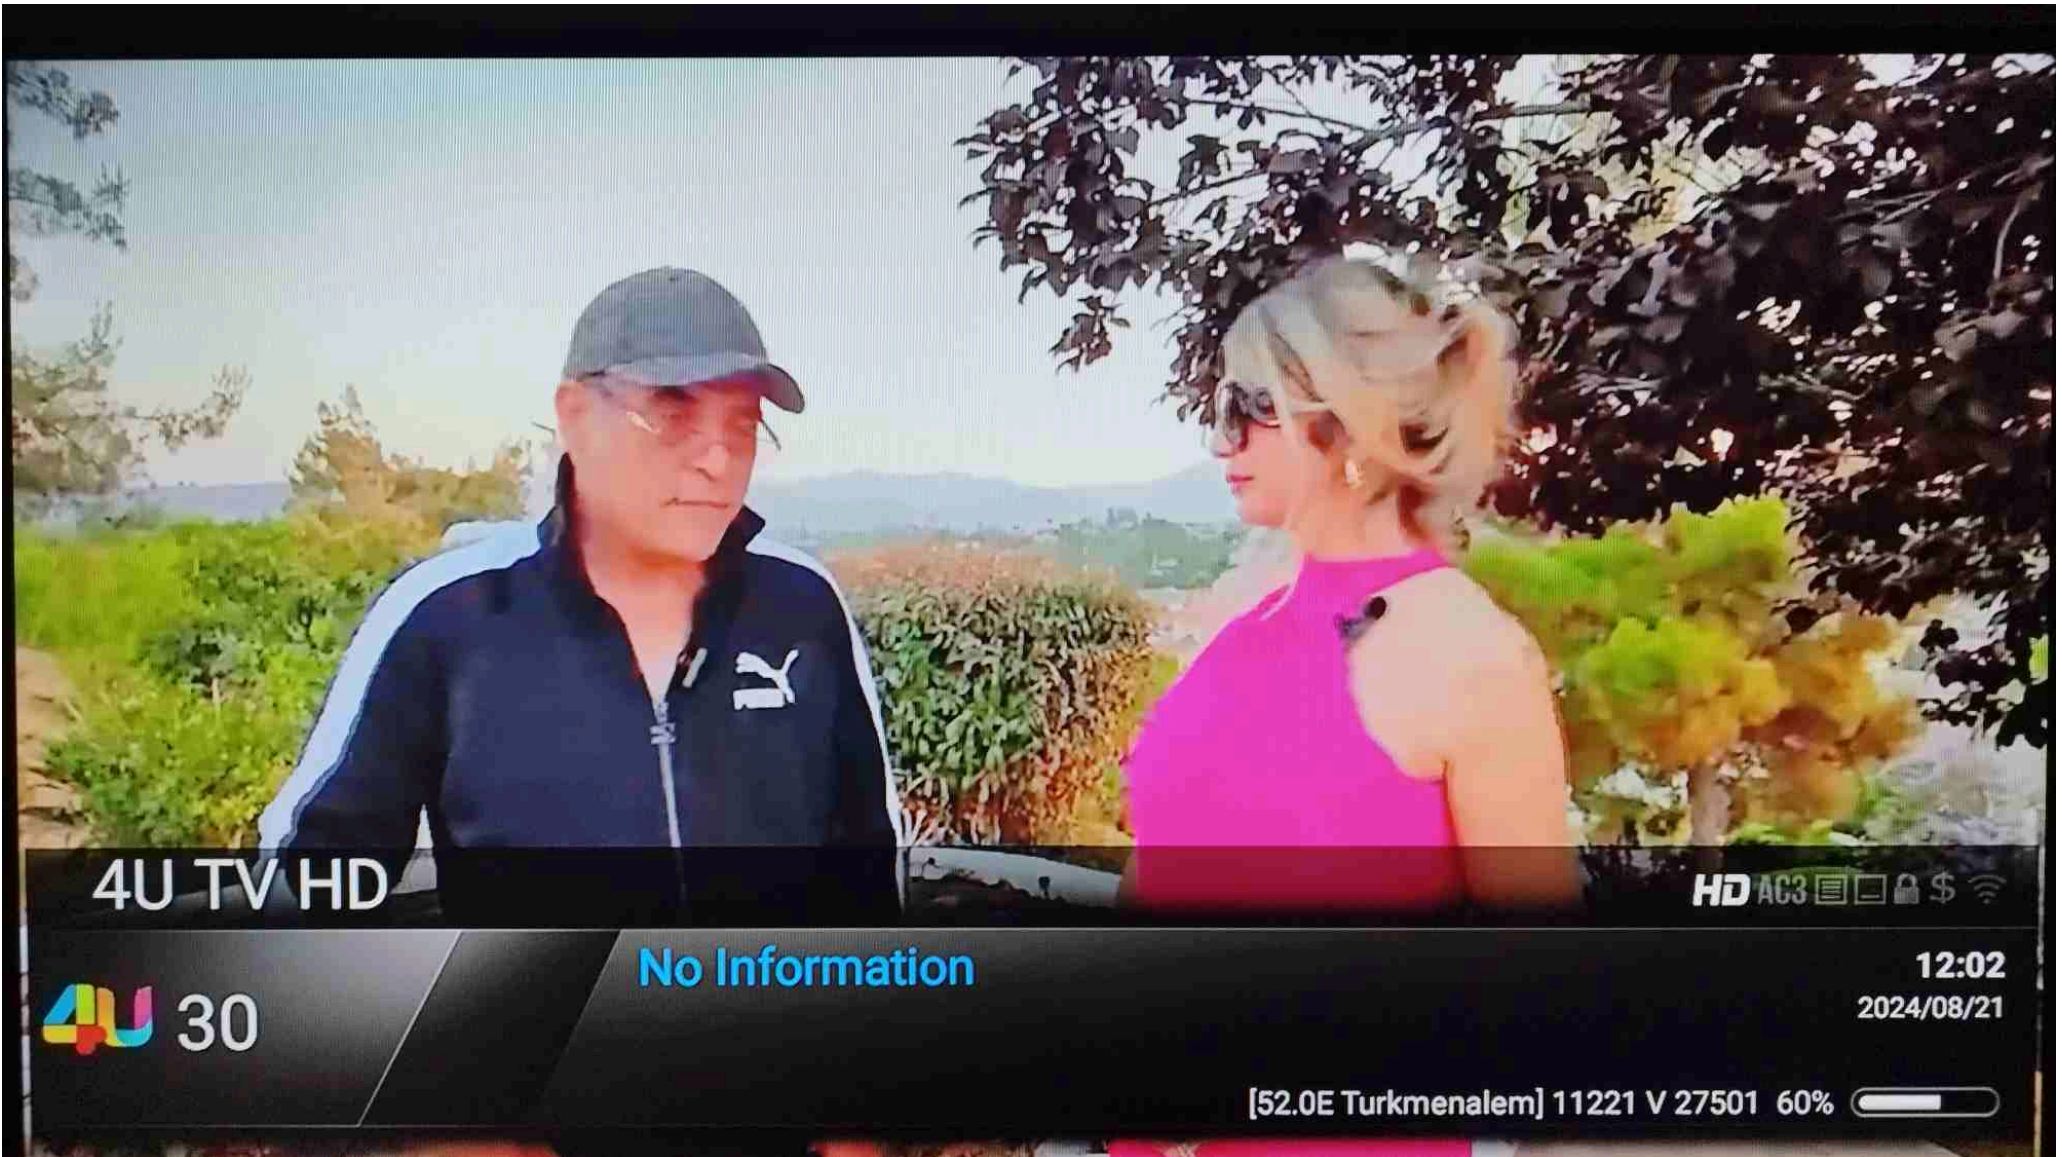 4U TV HD
HD AC3 $
4U 30
No Information
12:02
2024/08/21
[52.0E Turkmenalem] 11221 V 27501 60%